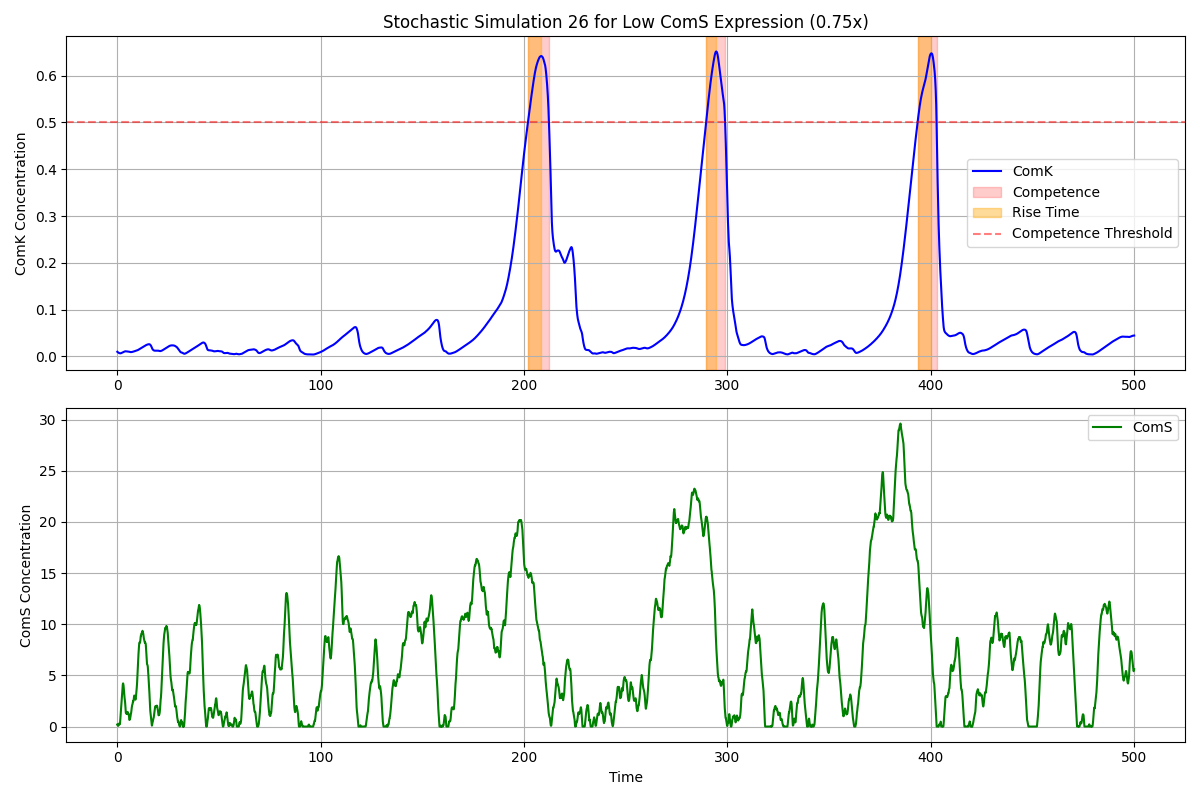 Stochastic Simulation 26 for Low ComS Expression (0.75x)
ComK Concentration
0.6
0.5
0.4
0.3
0.2
0.1
0.0
ComK
Competence
Rise Time
Competence Threshold
0 100 200 300 400 500
ComS Concentration
30
25
20
15
10
5
0
ComS
0 100 200 300 400 500
Time